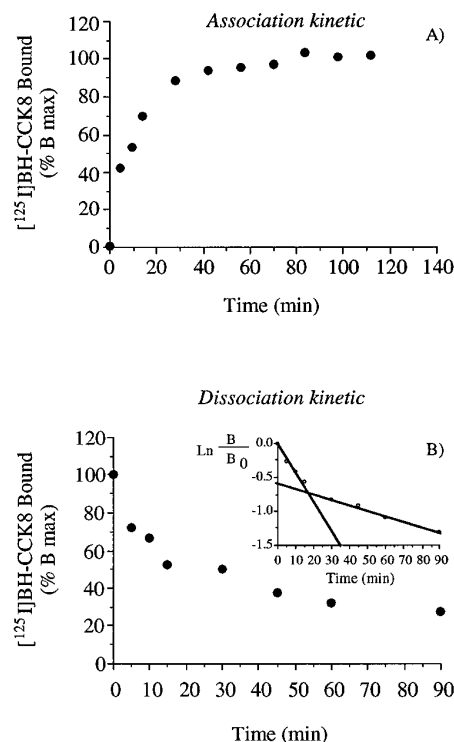 Association kinetic
A)
[¹²⁵I]BH-CCK8 Bound
(% B max)
120
100
80
60
40
20
0
0 20 40 60 80 100 120 140
Time (min)
Dissociation kinetic
B)
[¹²⁵I]BH-CCK8 Bound
(% B max)
120
100
80
60
40
20
0
0 10 20 30 40 50 60 70 80 90
Time (min)
Ln B/B₀
0.0
-0.5
-1.0
-1.5
0 10 20 30 40 50 60 70 80 90
Time (min)